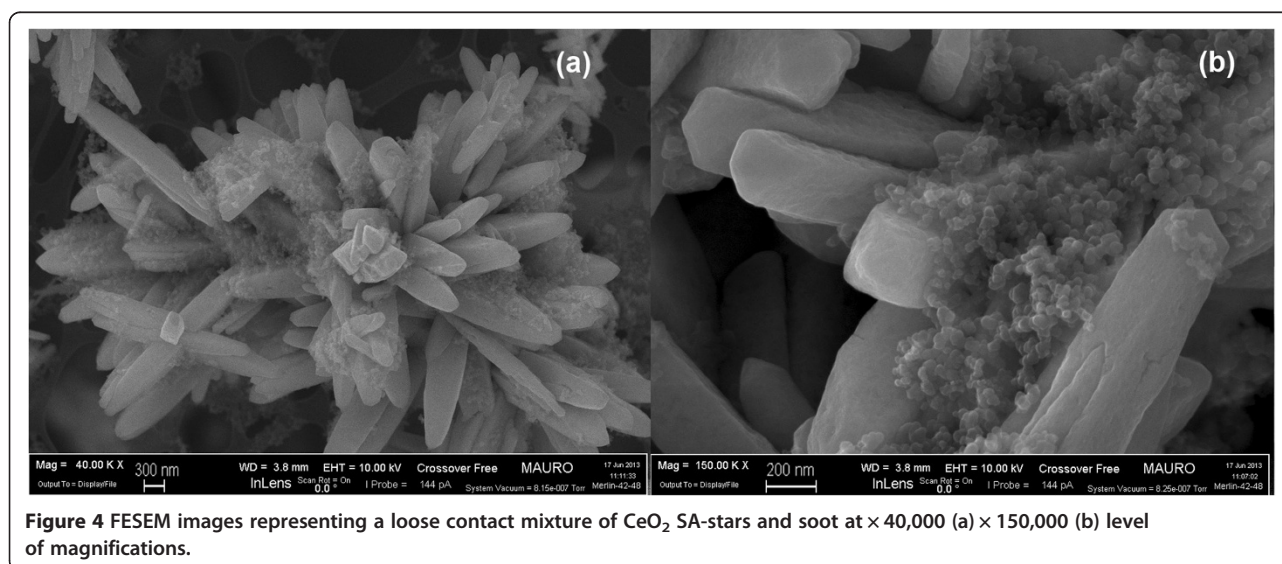 (a)
(b)
Mag = 40.00 K X
300 nm
WD = 3.8 mm EHT = 10.00 kV Crossover Free MAURO 17 Jun 2013
11:11:33
Output To = Display/File
InLens Scan Rot = On
0.0 ° I Probe = 144 pA System Vacuum = 8.15e-007 Torr Merlin-42-48
Mag = 150.00 K X
200 nm
WD = 3.8 mm EHT = 10.00 kV Crossover Free MAURO 17 Jun 2013
11:07:02
Output To = Display/File
InLens Scan Rot = On
0.0 ° I Probe = 144 pA System Vacuum = 8.25e-007 Torr Merlin-42-48
Figure 4 FESEM images representing a loose contact mixture of CeO₂ SA-stars and soot at × 40,000 (a) × 150,000 (b) level
of magnifications.